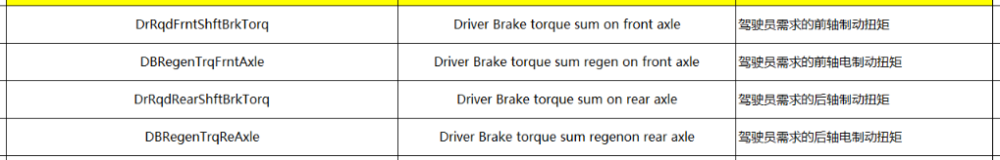 DrRqdFrntShftBrkTorq Driver Brake torque sum on front axle 驾驶员需求的前轴制动扭矩
DBRegenTrqFrntAxle Driver Brake torque sum regen on front axle 驾驶员需求的前轴电制动扭矩
DrRqdRearShftBrkTorq Driver Brake torque sum on rear axle 驾驶员需求的后轴制动扭矩
DBRegenTrqReAxle Driver Brake torque sum regenon rear axle 驾驶员需求的后轴电制动扭矩